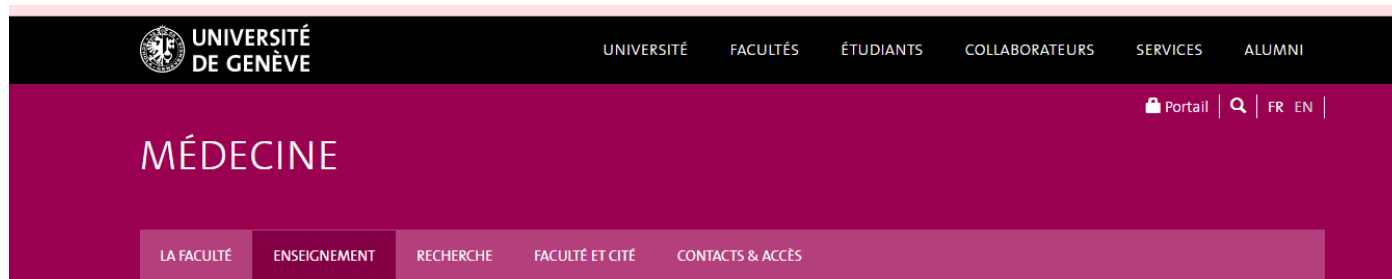 UNIVERSITÉ
DE GENÈVE
UNIVERSITÉ FACULTÉS ÉTUDIANTS COLLABORATEURS SERVICES ALUMNI
Portail FR EN
MÉDECINE
LA FACULTÉ ENSEIGNEMENT RECHERCHE FACULTÉ ET CITÉ CONTACTS & ACCÈS